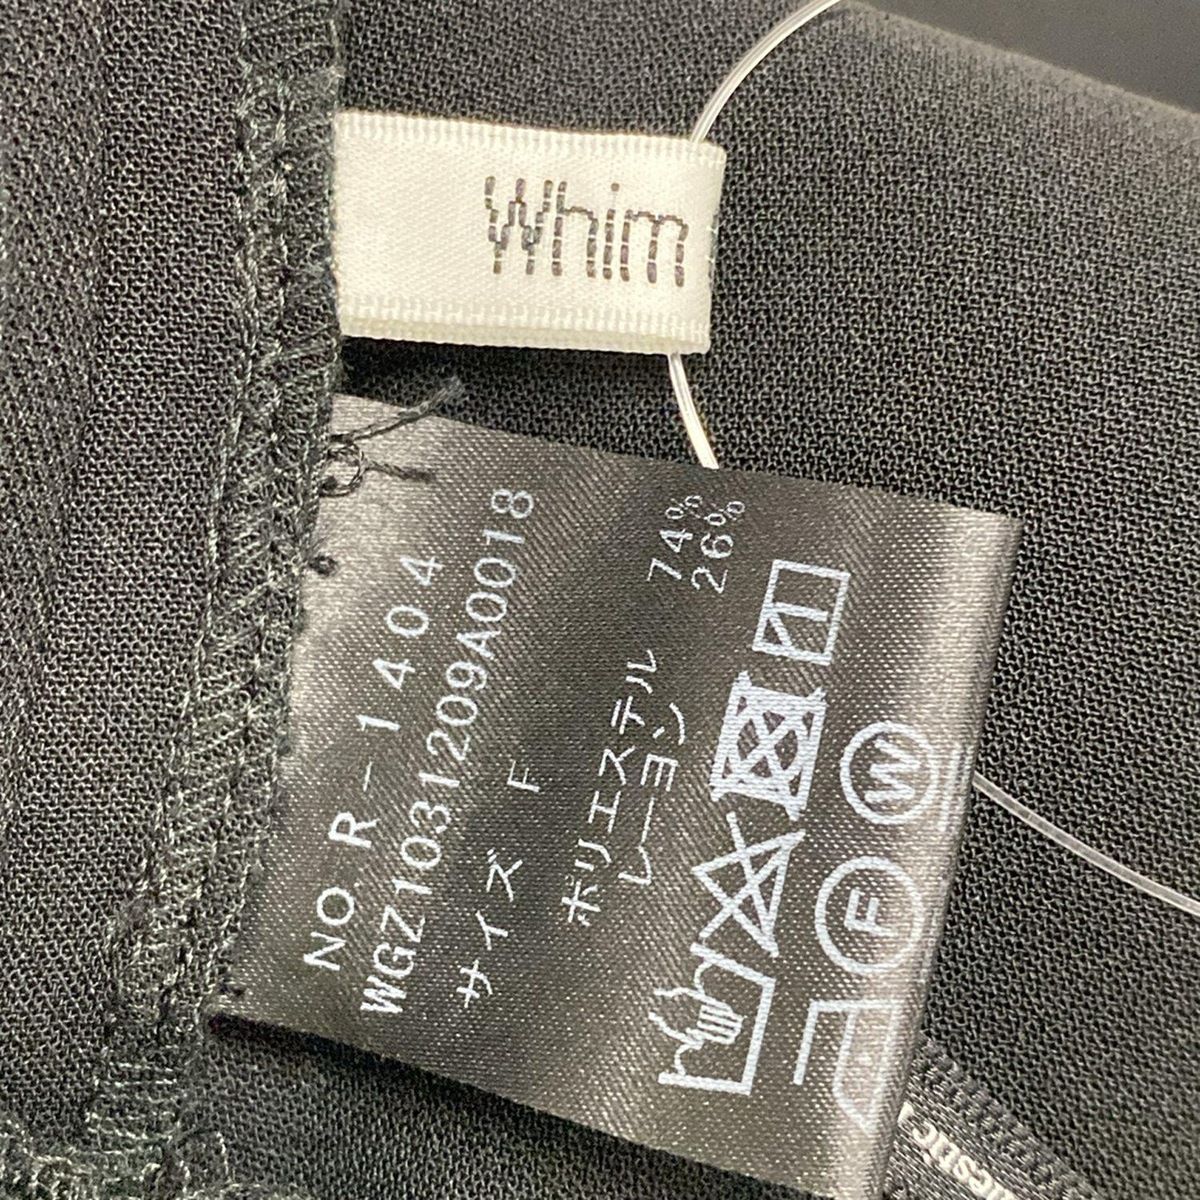 Whim
NO.R-1404
WGZ1031209A0018
サイズ F
ポリエステル 74%
レーヨン 26%
W
F